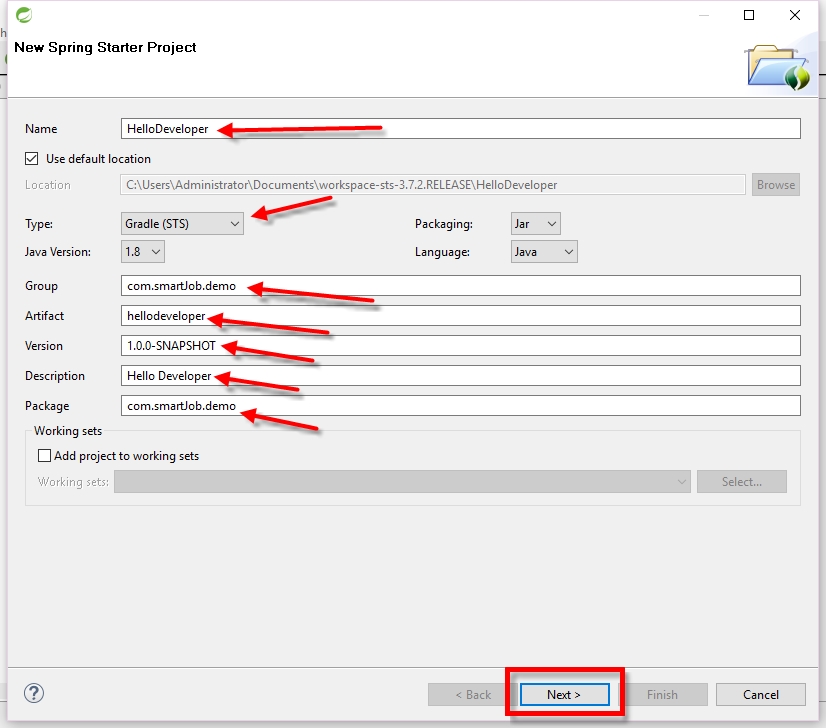 New Spring Starter Project
Name HelloDeveloper
Use default location
Location C:\Users\Administrator\Documents\workspace-sts-3.7.2.RELEASE\HelloDeveloper Browse
Type: Gradle (STS) Packaging: Jar
Java Version: 1.8 Language: Java
Group com.smartJob.demo
Artifact hellodeveloper
Version 1.0.0-SNAPSHOT
Description Hello Developer
Package com.smartJob.demo
Working sets
Add project to working sets
Working sets: Select...
? < Back Next > Finish Cancel